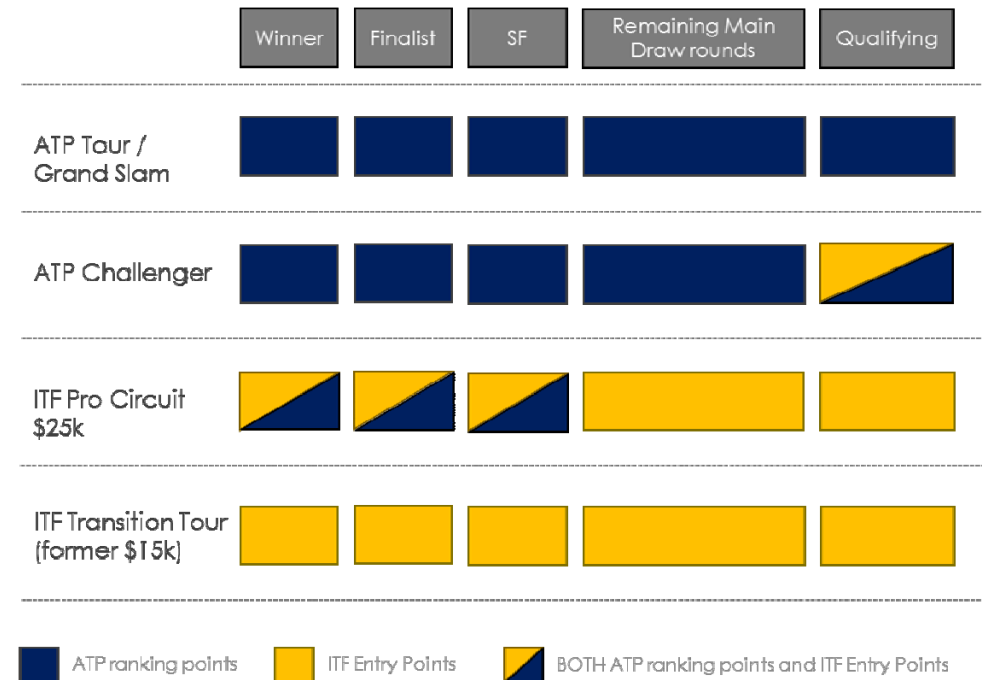 Winner
Finalist
SF
Remaining Main
Draw rounds
Qualifying
ATP Tour /
Grand Slam
ATP Challenger
ITF Pro Circuit
$25k
ITF Transition Tour
(former $15k)
ATP ranking points
ITF Entry Points
BOTH ATP ranking points and ITF Entry Points